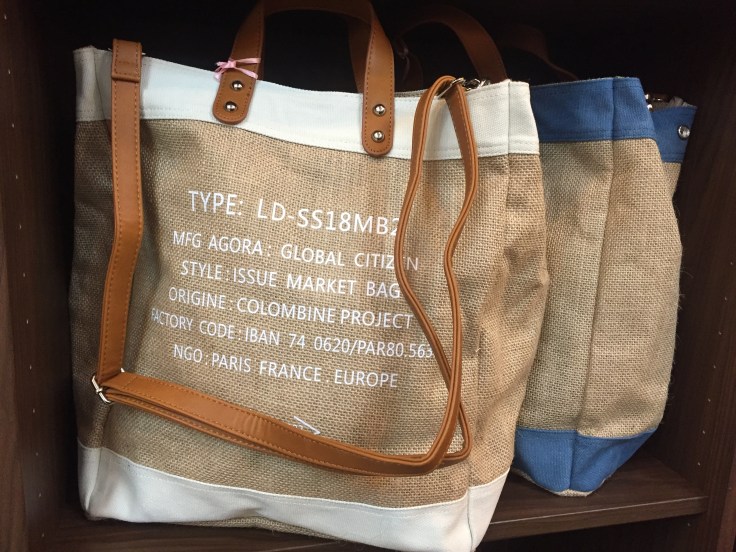 TYPE: LD-SS18MB2
MFG AGORA: GLOBAL CITIZEN
STYLE: ISSUE MARKET BAG
ORIGINE: COLOMBINE PROJECT
FACTORY CODE: IBAN 74 0620/PAR80.563
NGO: PARIS FRANCE. EUROPE